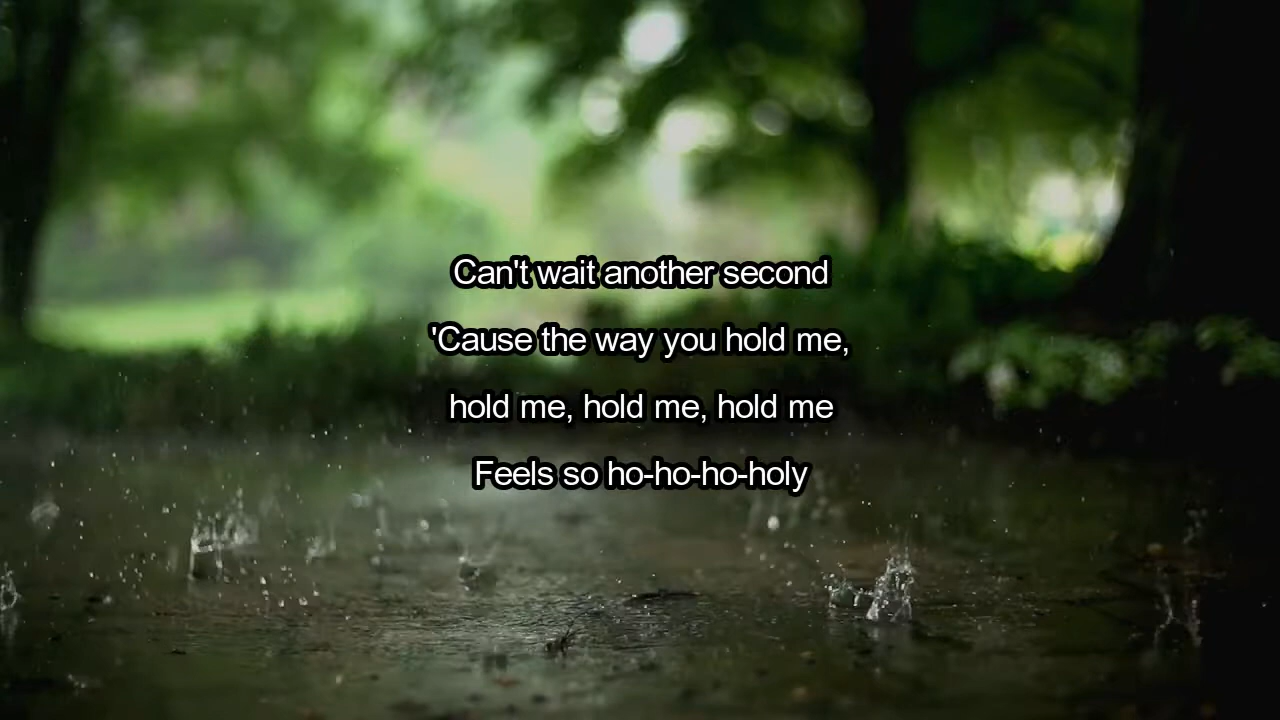 Can't wait another second
'Cause the way you hold me,
hold me, hold me, hold me
Feels so ho-ho-ho-holy